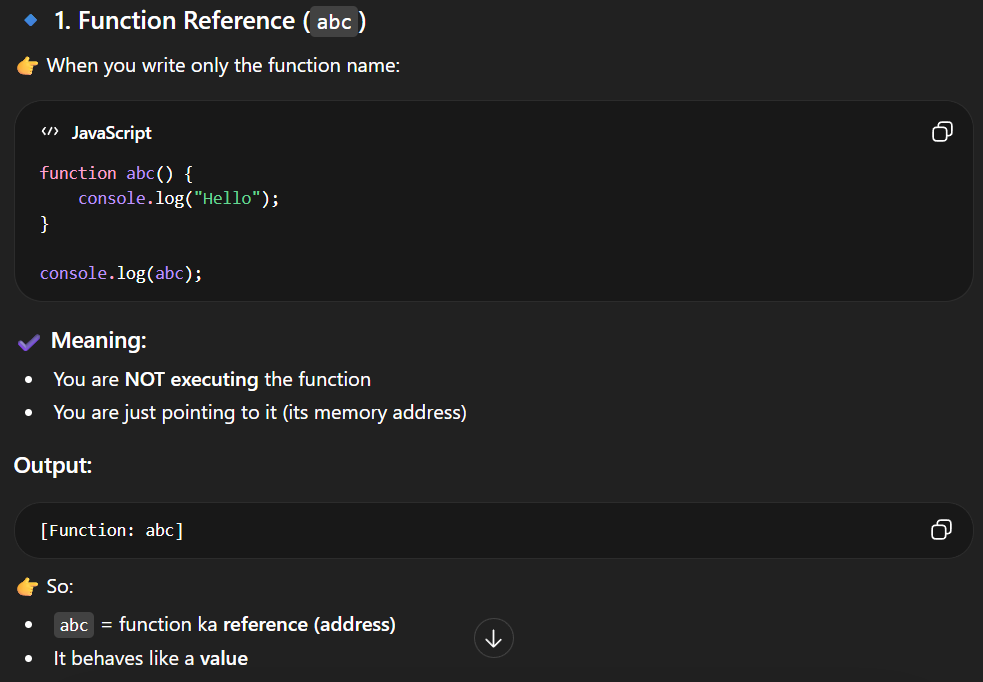 🔹 1. Function Reference (abc)
👉 When you write only the function name:
</> JavaScript
function abc() {
    console.log("Hello");
}
console.log(abc);
✔ Meaning:
• You are NOT executing the function
• You are just pointing to it (its memory address)
Output:
[Function: abc]
👉 So:
• abc = function ka reference (address)
• It behaves like a value